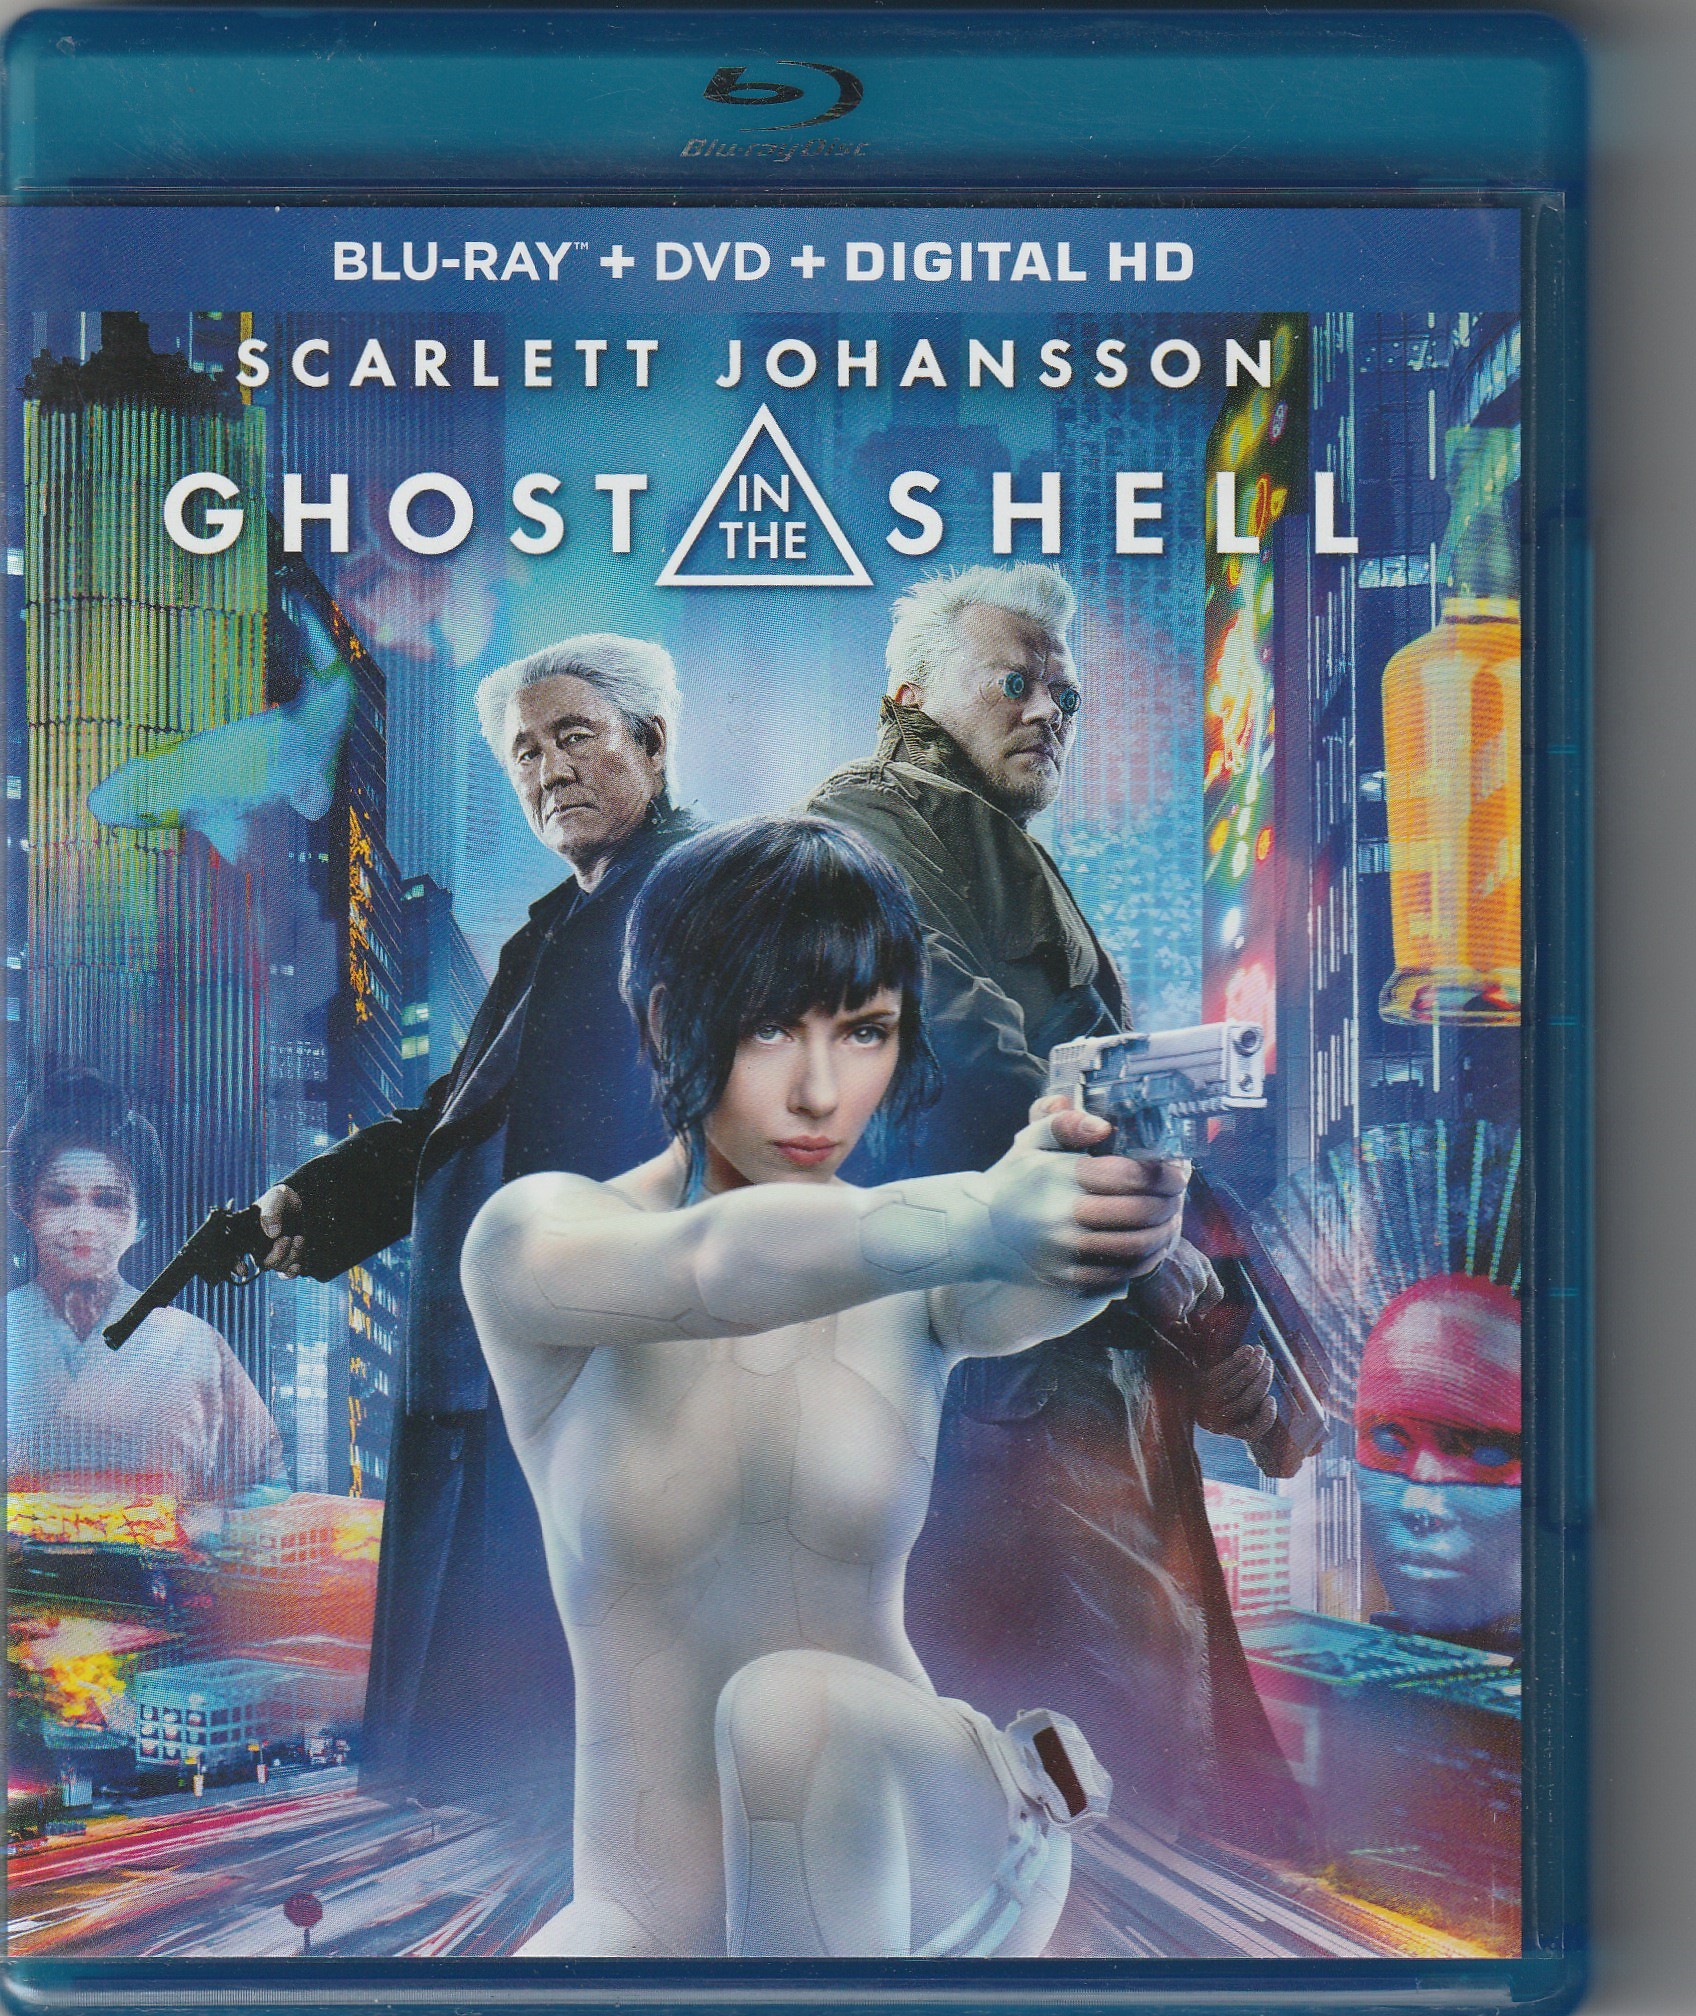 Blu-ray Disc
BLU-RAY™ + DVD + DIGITAL HD
SCARLETT JOHANSSON
GHOST IN THE SHELL